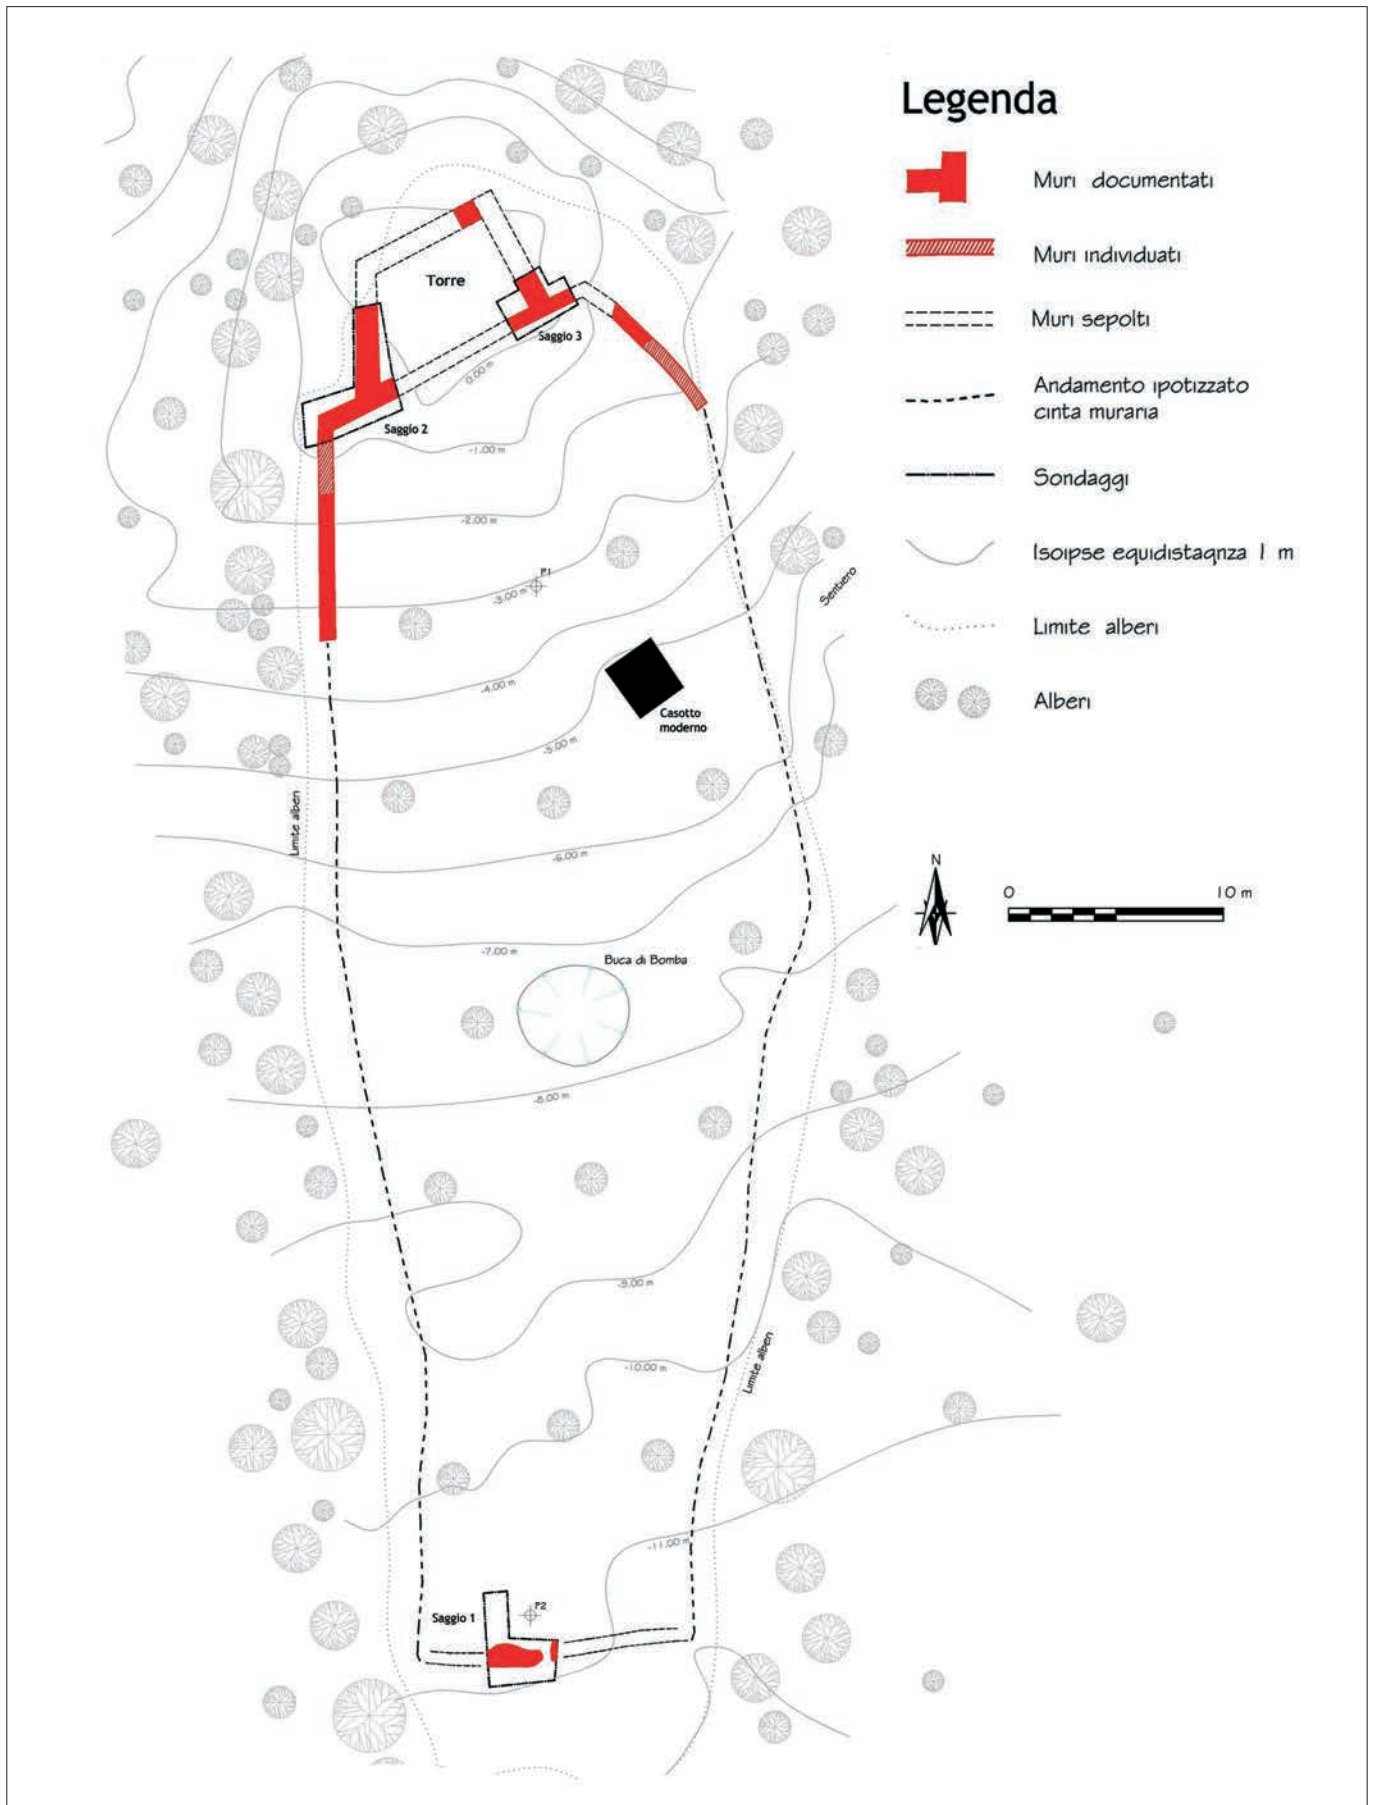 Legenda
Muri documentati
Muri individuati
Muri sepolti
Andamento ipotizzato
cinta muraria
Sondaggi
Isoipse equidistaqnza 1 m
Limite alberi
Alberi
N
0 10 m
Torre
Saggio 3
0.00 m
Saggio 2
-1.00 m
-2.00 m
P1
-3.00 m
Sentiero
-4.00 m
Casotto
moderno
-5.00 m
Limite alberi
-6.00 m
-7.00 m
Buca di Bomba
-8.00 m
-9.00 m
-10.00 m
Limite alberi
-11.00 m
Saggio 1
P2